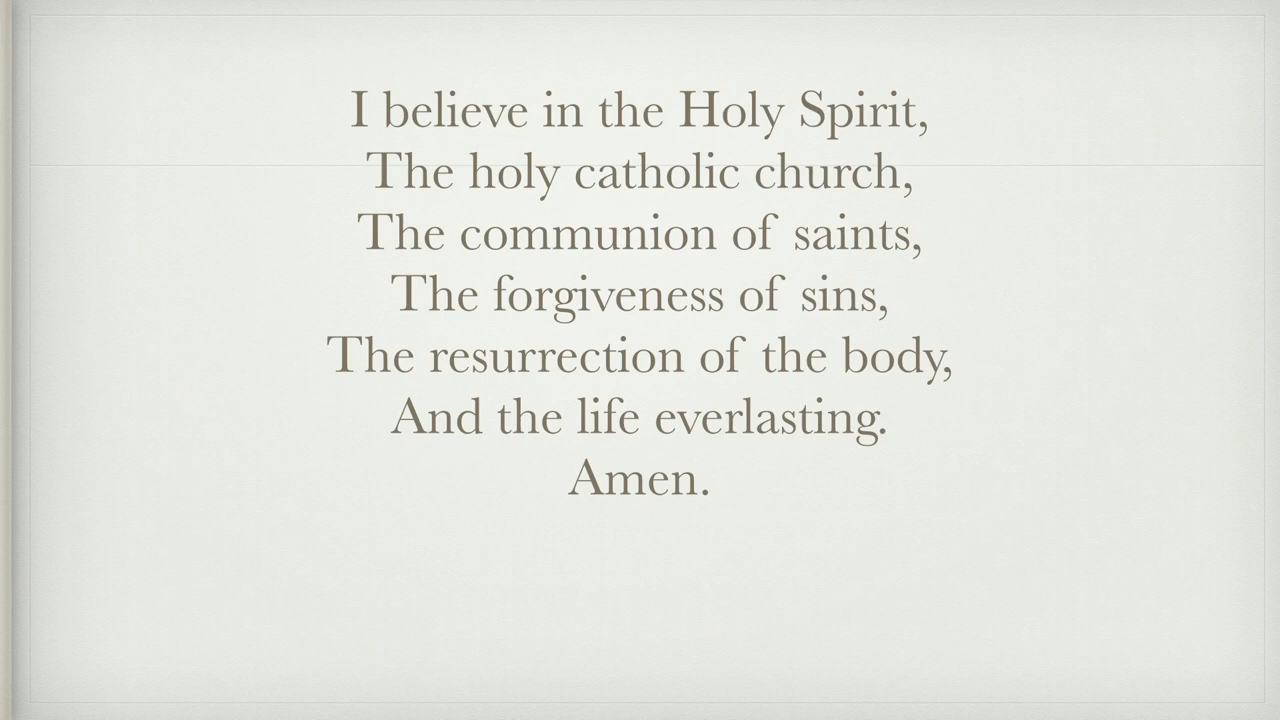 I believe in the Holy Spirit,
The holy catholic church,
The communion of saints,
The forgiveness of sins,
The resurrection of the body,
And the life everlasting.
Amen.